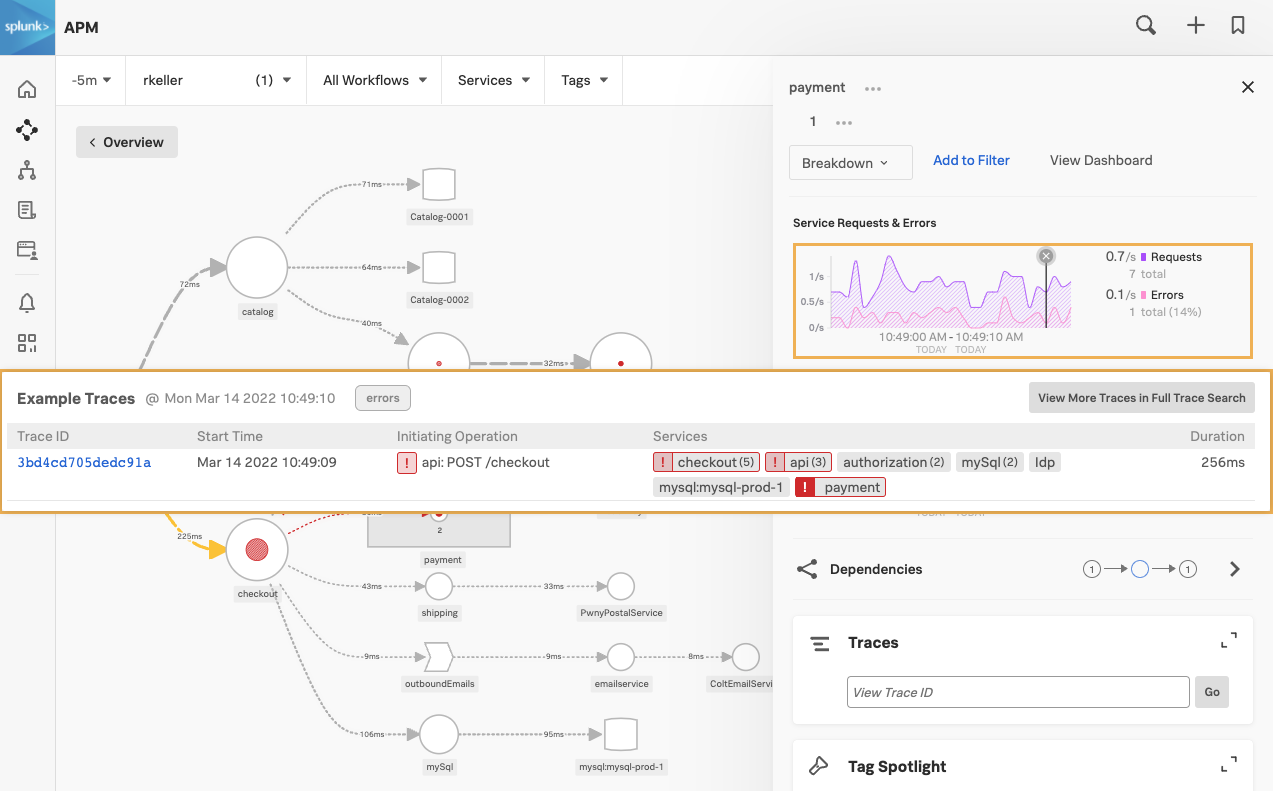 splunk>
APM
-5m
rkeller (1)
All Workflows
Services
Tags
Overview
payment
1
Breakdown
Add to Filter
View Dashboard
Service Requests & Errors
1/s
0.5/s
0/s
10:49:00 AM - 10:49:10 AM
TODAY TODAY
0.7/s Requests
7 total
0.1/s Errors
1 total (14%)
71ms
Catalog-0001
64ms
Catalog-0002
72ms
catalog
40ms
32ms
Example Traces @ Mon Mar 14 2022 10:49:10 errors
View More Traces in Full Trace Search
Trace ID Start Time Initiating Operation Services Duration
3bd4cd705dedc91a Mar 14 2022 10:49:09 ! api: POST /checkout ! checkout (5) ! api (3) authorization (2) mySql (2) ldp 256ms
mysql:mysql-prod-1 ! payment
225ms
checkout
2
payment
43ms
shipping
33ms
PwnyPostalService
9ms
outboundEmails
9ms
emailservice
8ms
ColtEmailServi
106ms
mySql
95ms
mysql:mysql-prod-1
Dependencies
1
1
Traces
View Trace ID
Go
Tag Spotlight